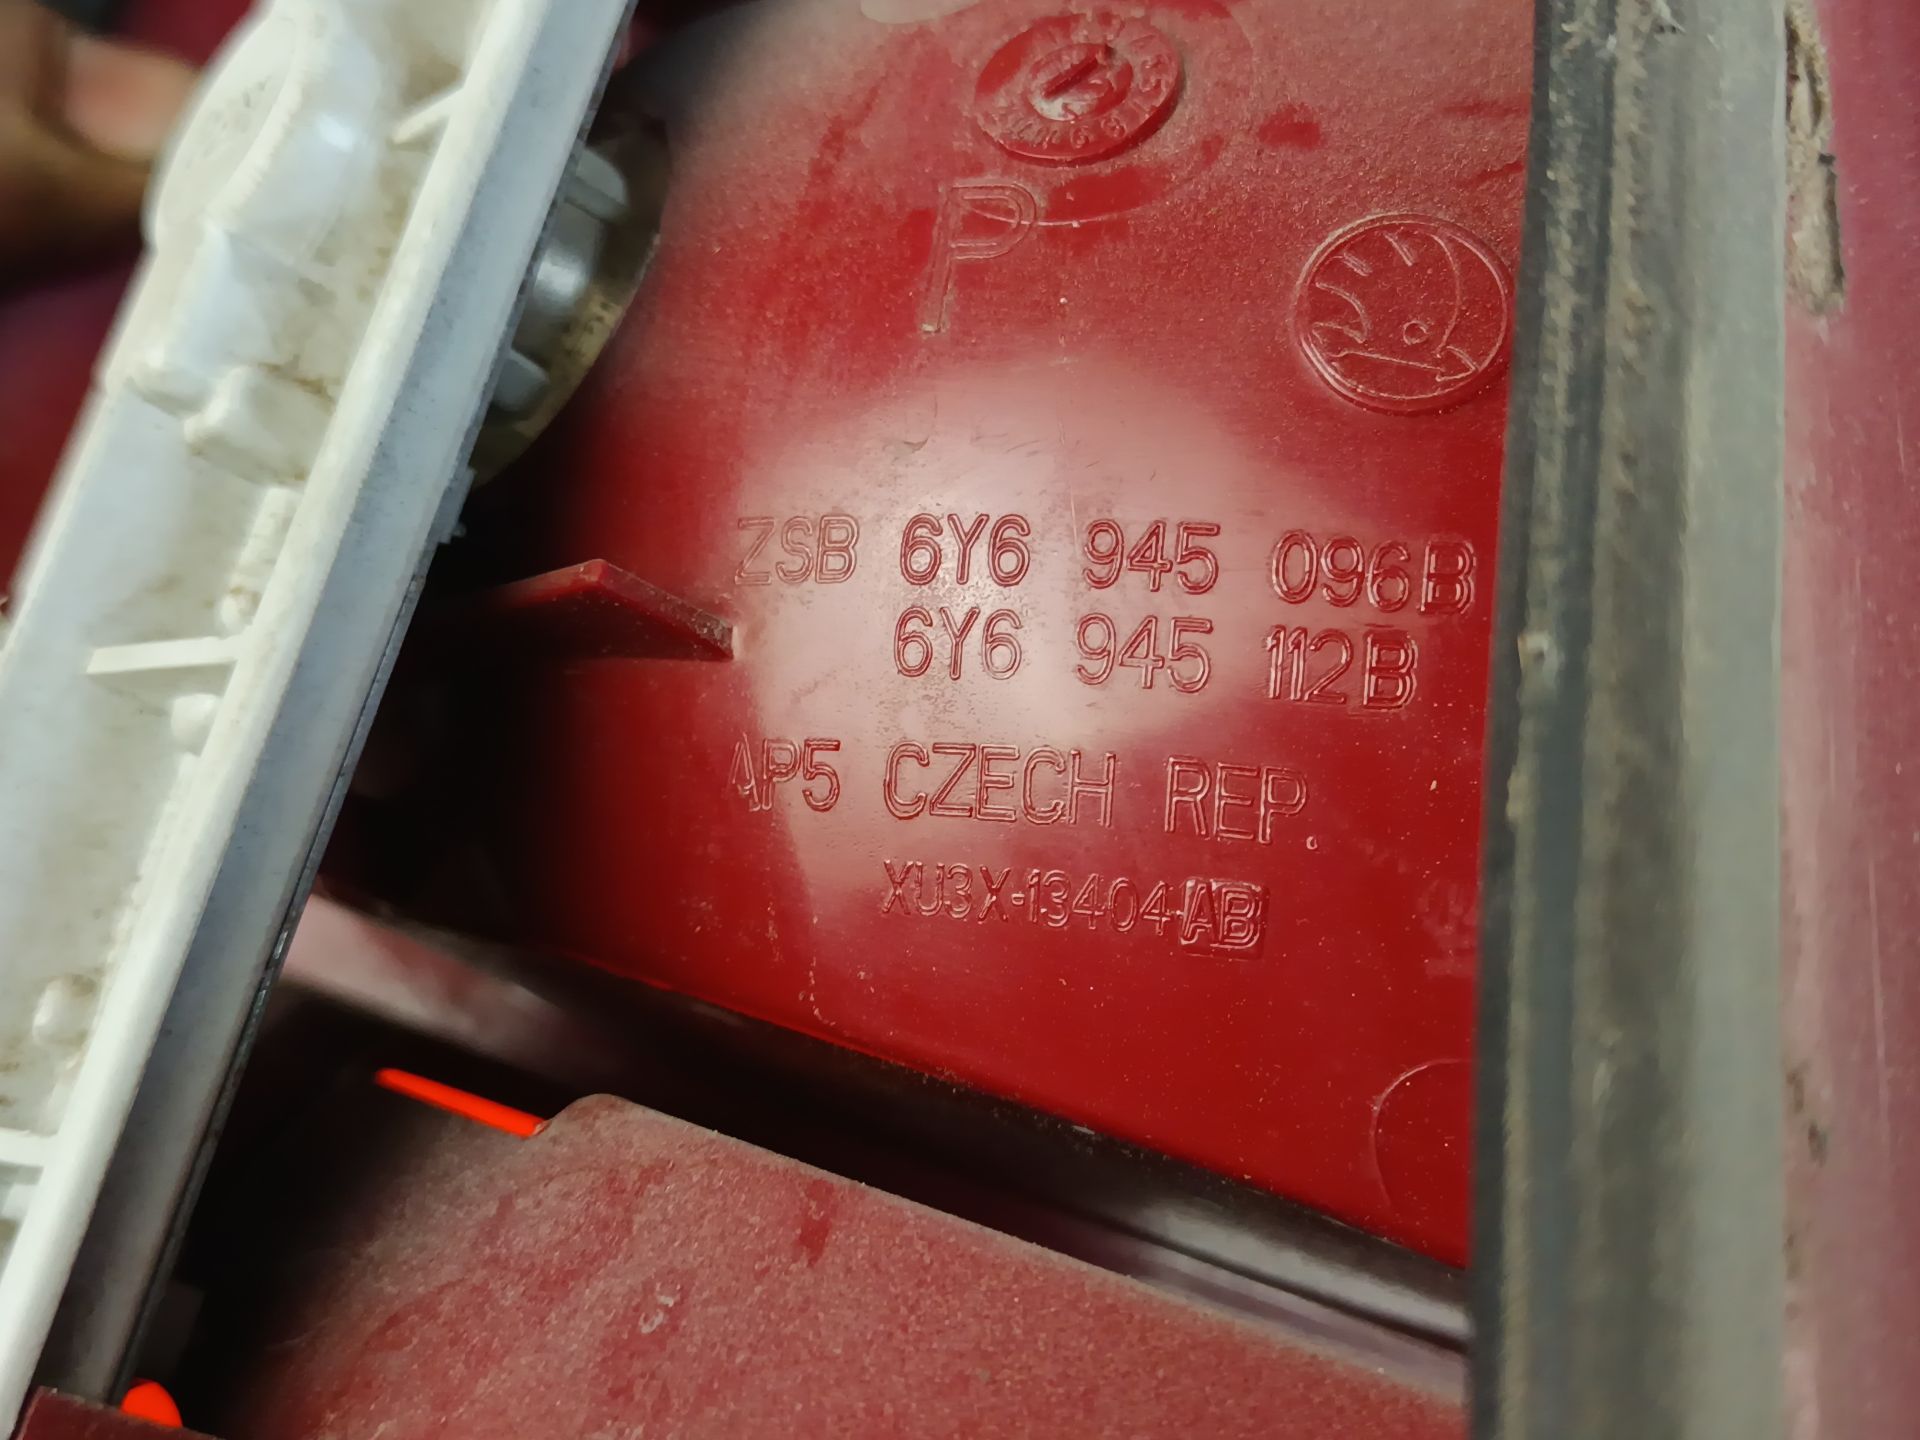 P
ZSB 6Y6 945 096B
6Y6 945 112B
AP5 CZECH REP.
XU3X-13404-AB